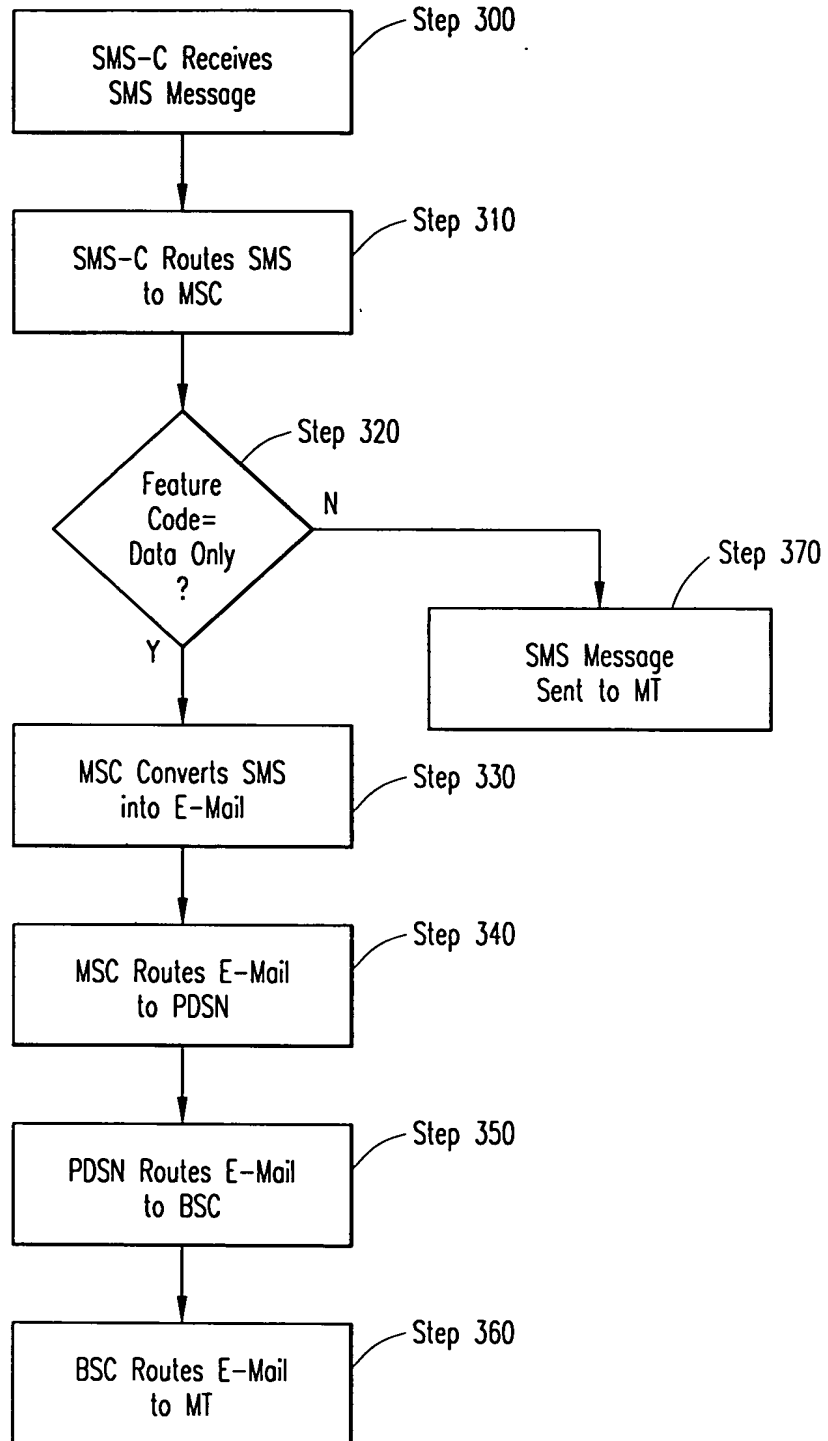 Step 300
SMS-C Receives
SMS Message
Step 310
SMS-C Routes SMS
to MSC
Step 320
Feature
Code=
Data Only
?
N
Y
Step 370
SMS Message
Sent to MT
MSC Converts SMS
into E-Mail
Step 330
Step 340
MSC Routes E-Mail
to PDSN
Step 350
PDSN Routes E-Mail
to BSC
Step 360
BSC Routes E-Mail
to MT